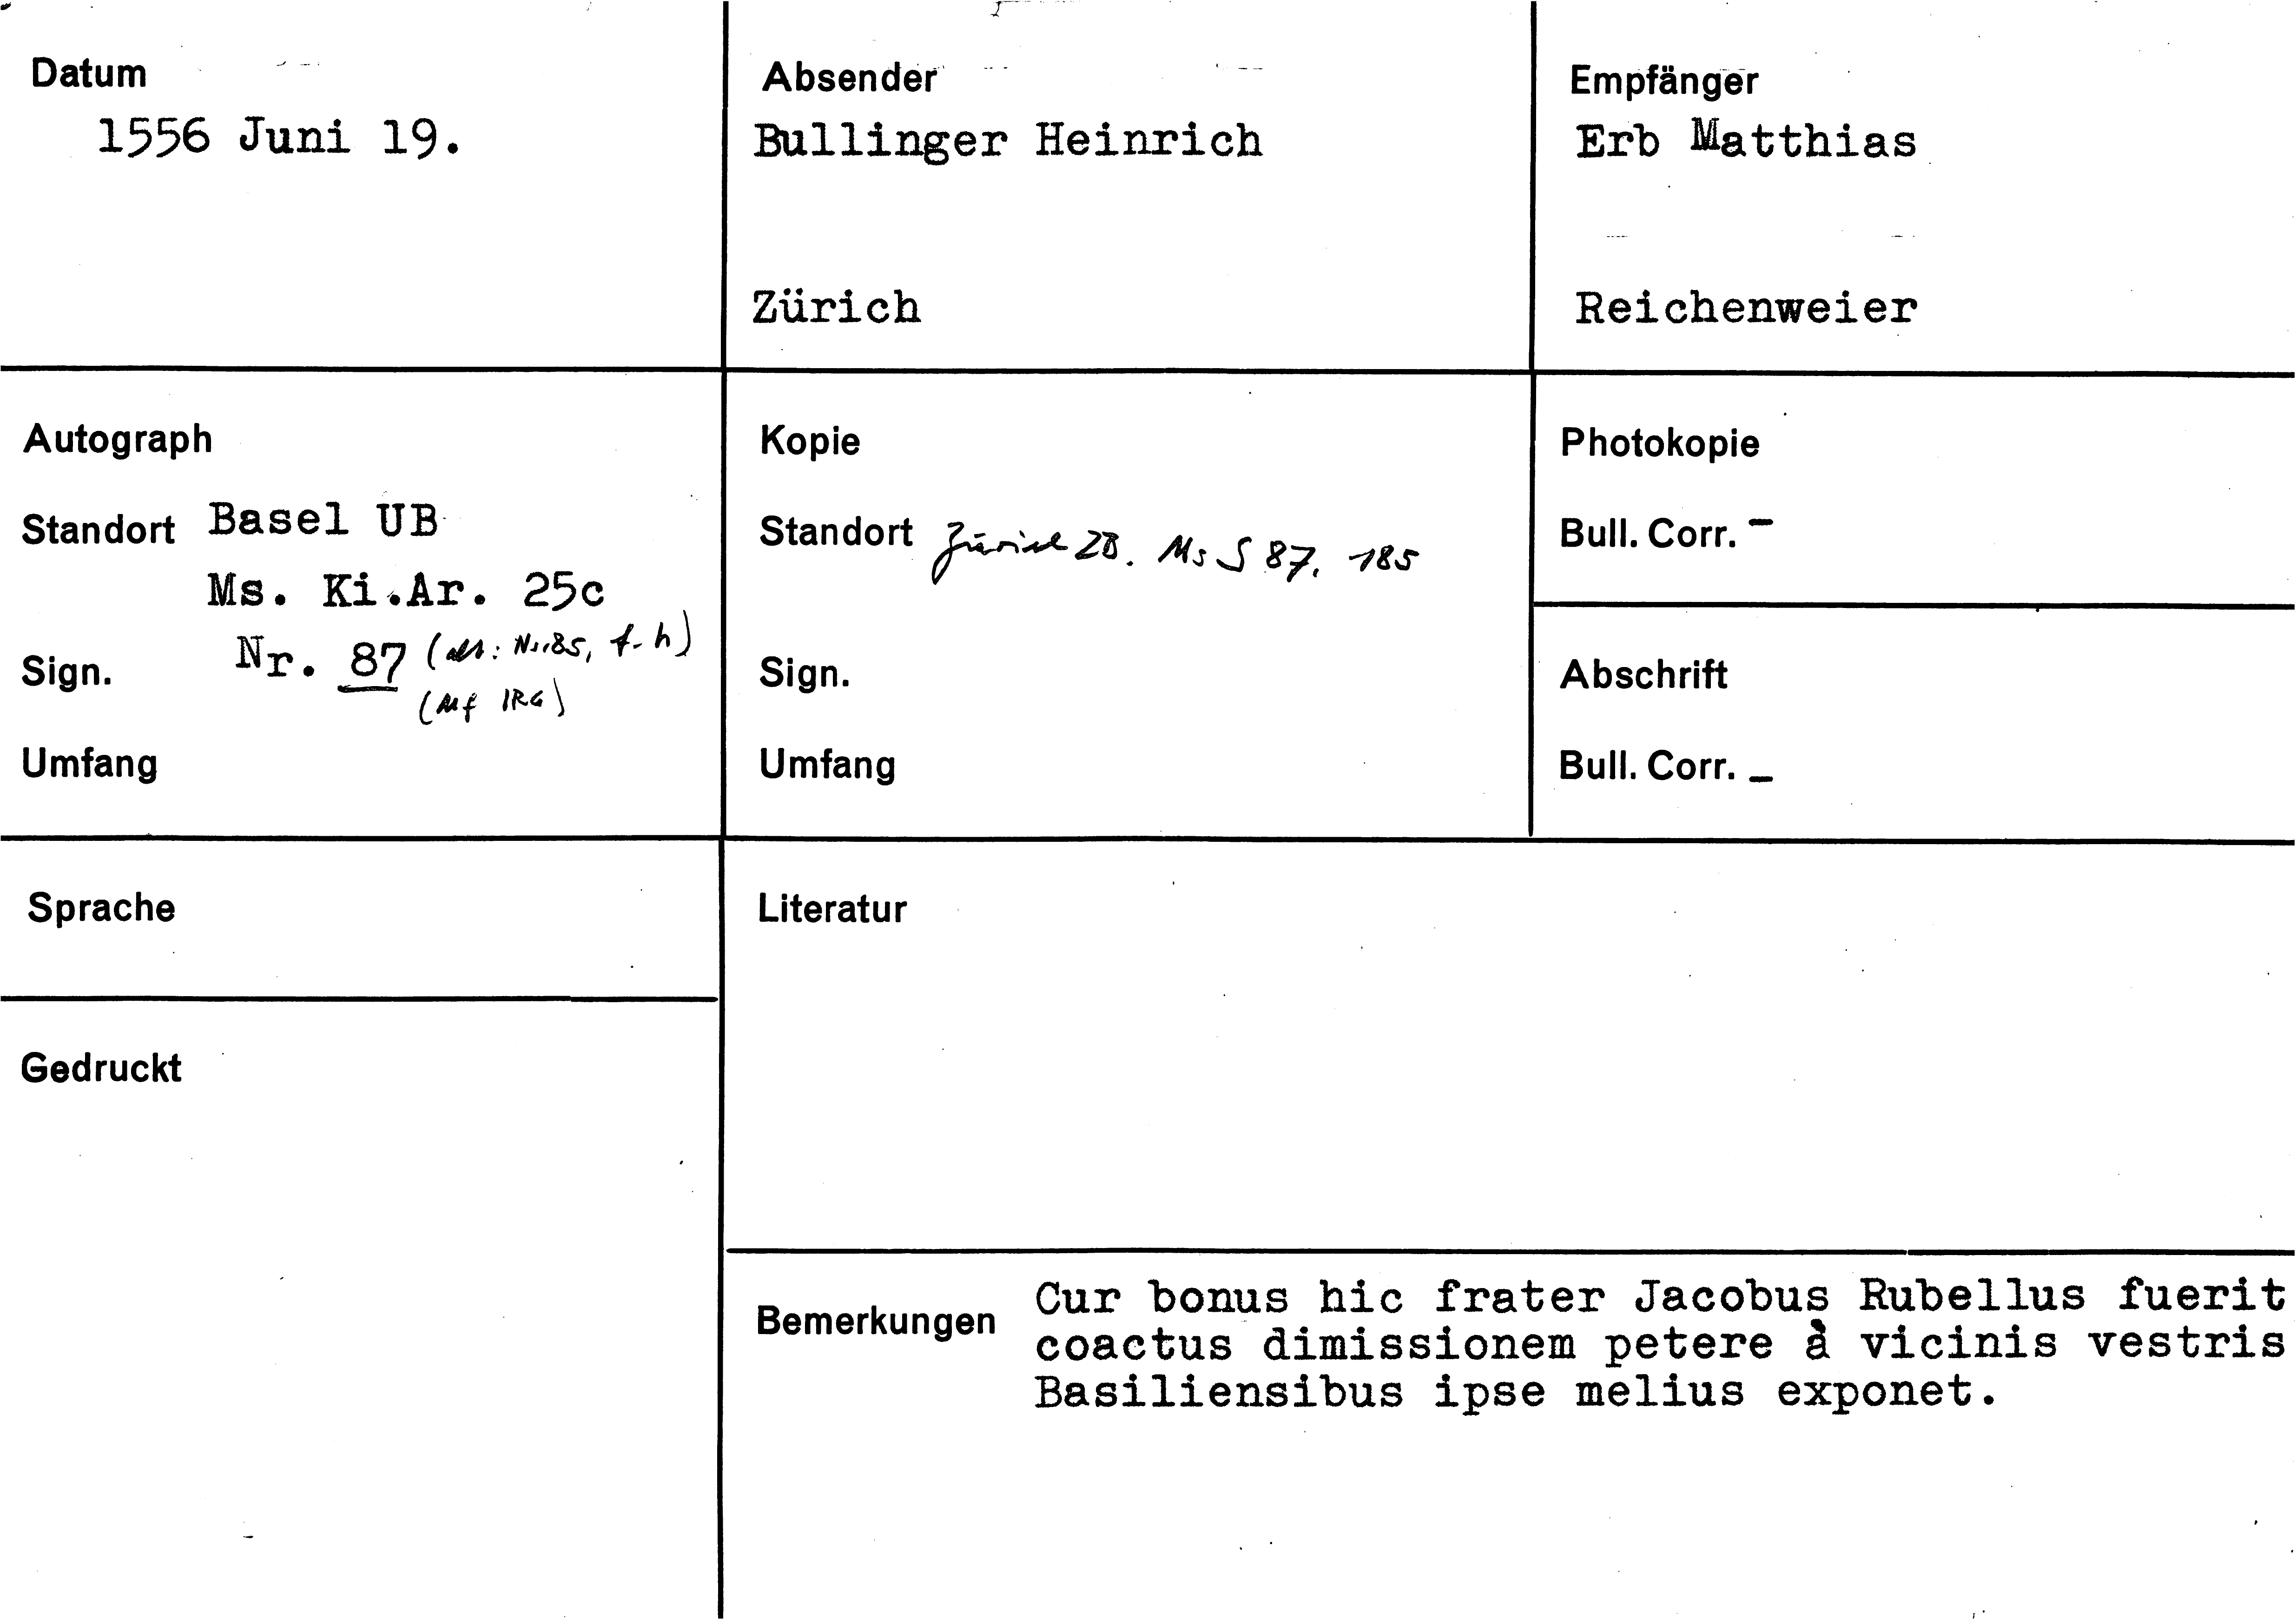 Datum
1556 Juni 19.
Absender
Bullinger Heinrich
Zürich
Empfänger
Erb Matthias
Reichenweier
Autograph
Standort Basel UB
Ms. Ki.Ar. 25c
Sign. Nr. 87 (alt: Nr. 85, f-h)
(Mf IRG)
Umfang
Kopie
Standort Zürich ZB. Ms S 87, 185
Sign.
Umfang
Photokopie
Bull. Corr. -
Abschrift
Bull. Corr. -
Sprache
Gedruckt
Literatur
Bemerkungen Cur bonus hic frater Jacobus Rubellus fuerit
coactus dimissionem petere à vicinis vestris
Basiliensibus ipse melius exponet.